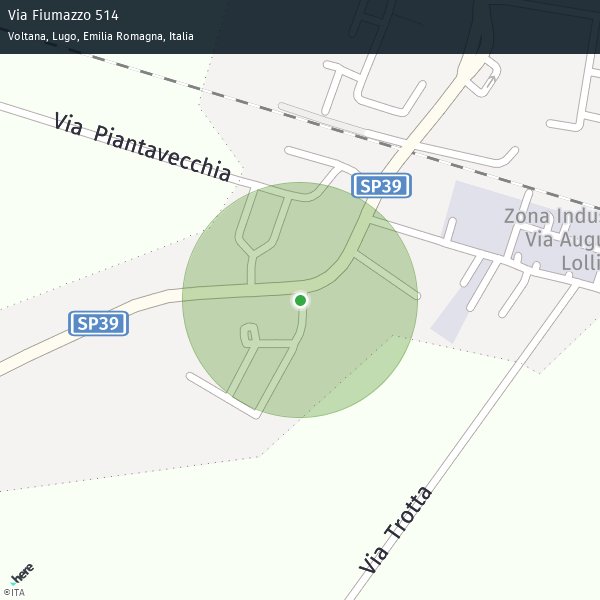 Via Fiumazzo 514
Voltana, Lugo, Emilia Romagna, Italia
Via Piantavecchia
SP39
Zona Indus
Via Augu
Lolli
SP39
Via Trotta
here
©ITA